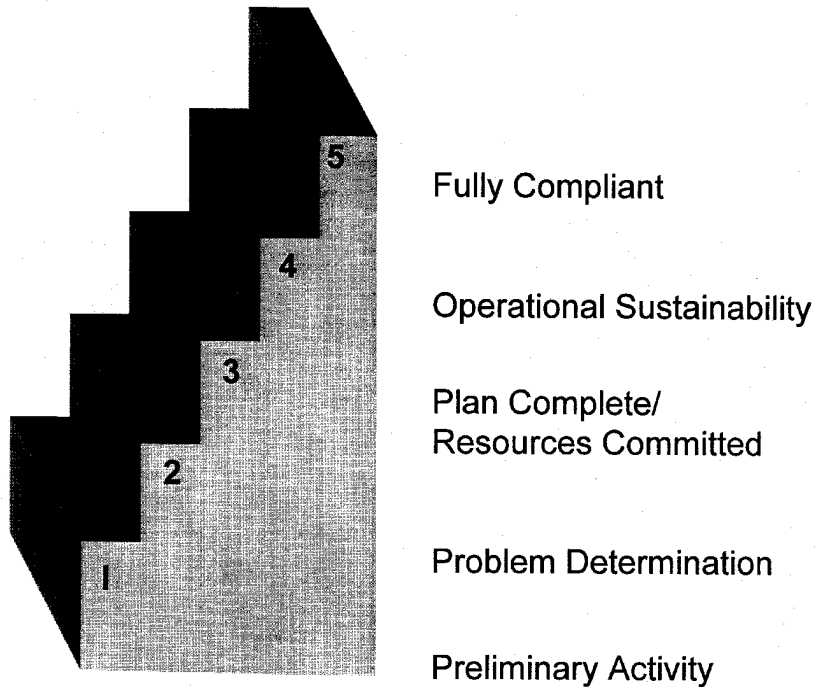 5
Fully Compliant
4
Operational Sustainability
3
Plan Complete/
Resources Committed
2
Problem Determination
1
Preliminary Activity